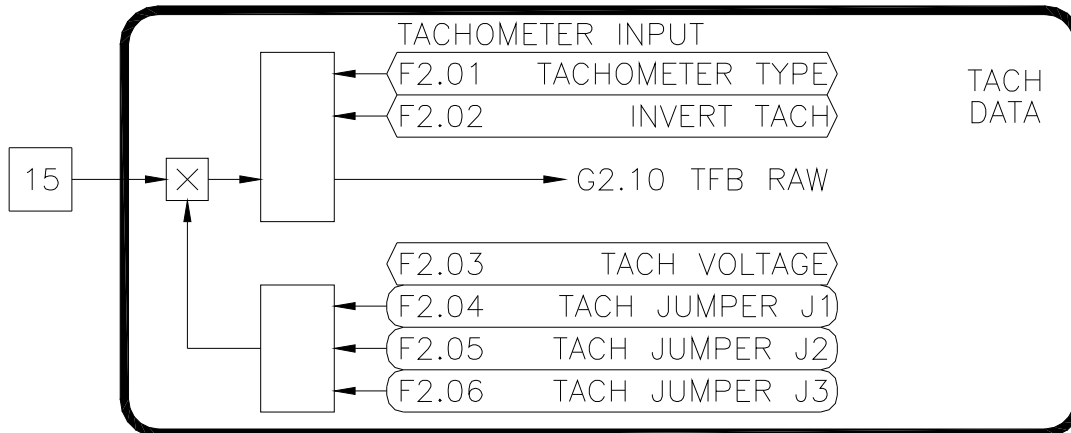 TACHOMETER INPUT
F2.01 TACHOMETER TYPE
F2.02 INVERT TACH
TACH
DATA
15
×
G2.10 TFB RAW
F2.03 TACH VOLTAGE
F2.04 TACH JUMPER J1
F2.05 TACH JUMPER J2
F2.06 TACH JUMPER J3